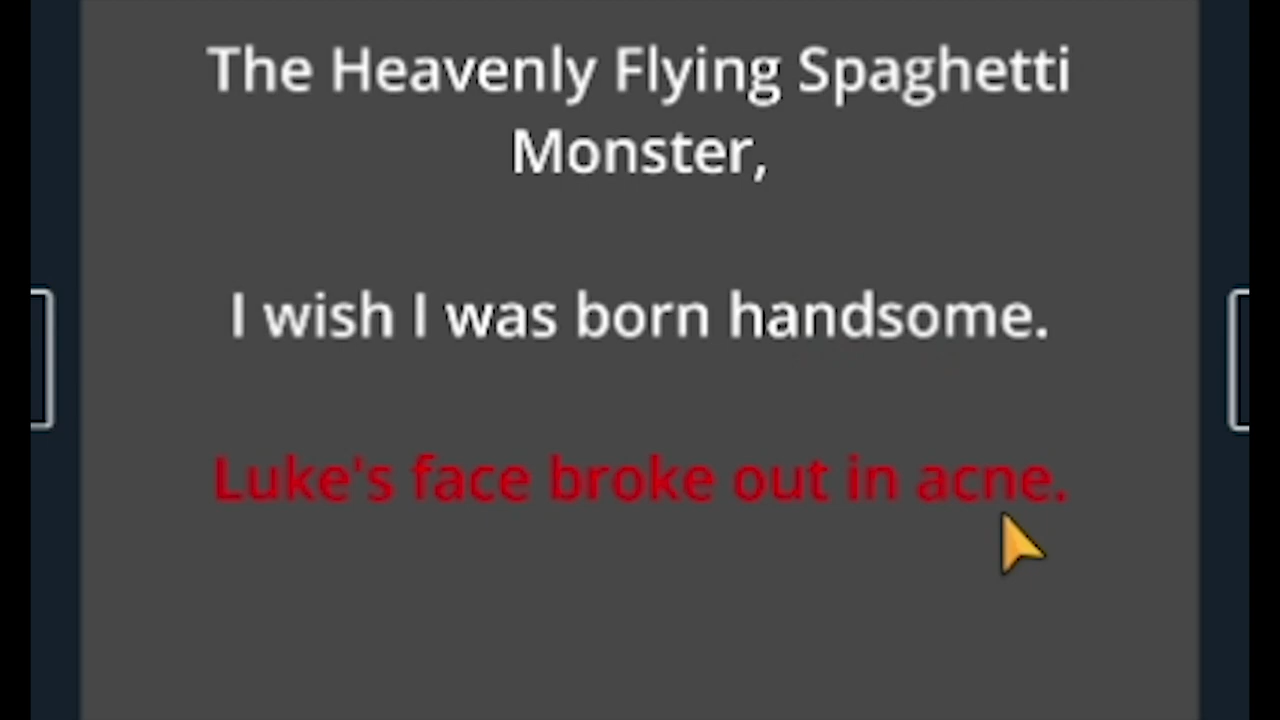 The Heavenly Flying Spaghetti
Monster,
I wish I was born handsome.
Luke's face broke out in acne.